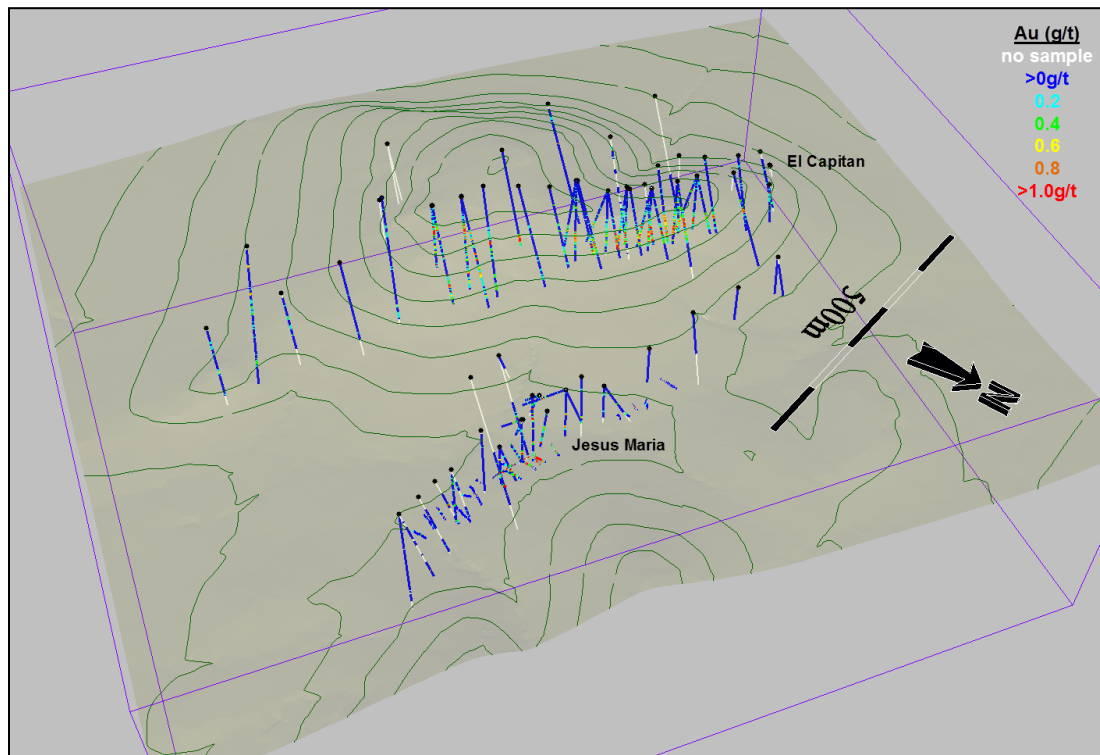 Au (g/t)
no sample
>0g/t
0.2
0.4
0.6
0.8
>1.0g/t
El Capitan
500m
N
Jesus Maria